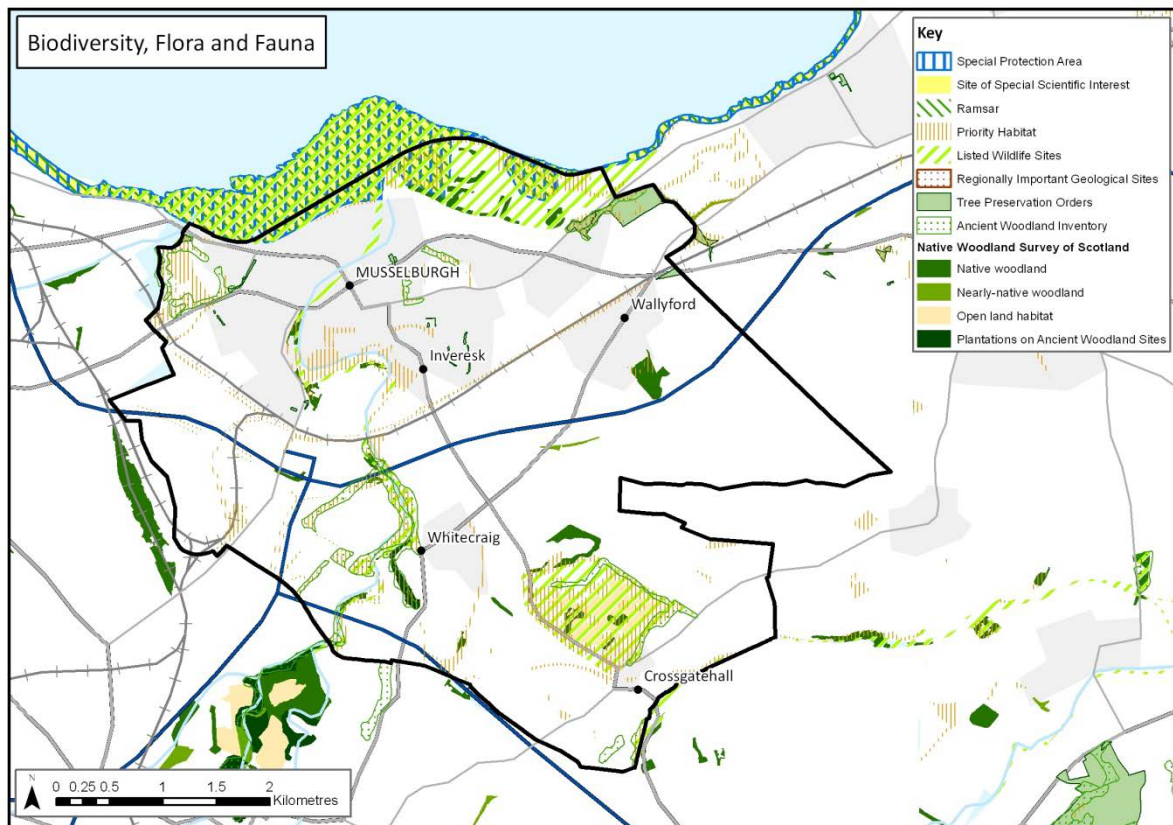 Biodiversity, Flora and Fauna
Key
Special Protection Area
Site of Special Scientific Interest
Ramsar
Priority Habitat
Listed Wildlife Sites
Regionally Important Geological Sites
Tree Preservation Orders
Ancient Woodland Inventory
Native Woodland Survey of Scotland
Native woodland
Nearly-native woodland
Open land habitat
Plantations on Ancient Woodland Sites
MUSSELBURGH
Wallyford
Inveresk
Whitecraig
Crossgatehall
N
0 0.25 0.5 1 1.5 2
Kilometres